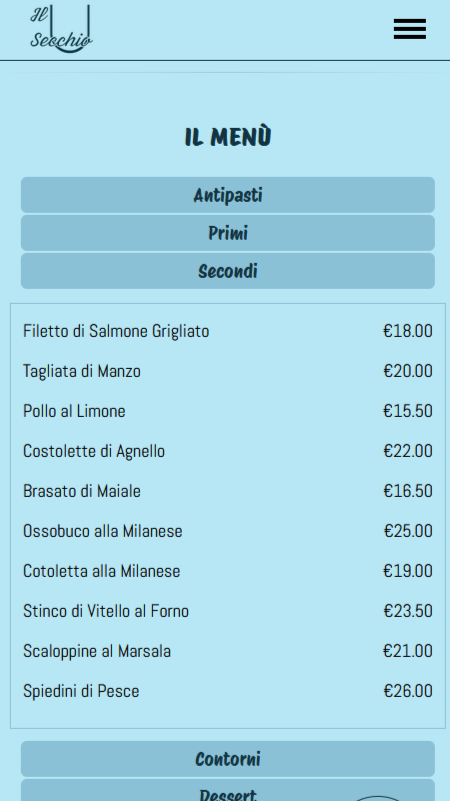 Il
Secchio
IL MENÙ
Antipasti
Primi
Secondi
Filetto di Salmone Grigliato €18.00
Tagliata di Manzo €20.00
Pollo al Limone €15.50
Costolette di Agnello €22.00
Brasato di Maiale €16.50
Ossobuco alla Milanese €25.00
Cotoletta alla Milanese €19.00
Stinco di Vitello al Forno €23.50
Scaloppine al Marsala €21.00
Spiedini di Pesce €26.00
Contorni
Dessert